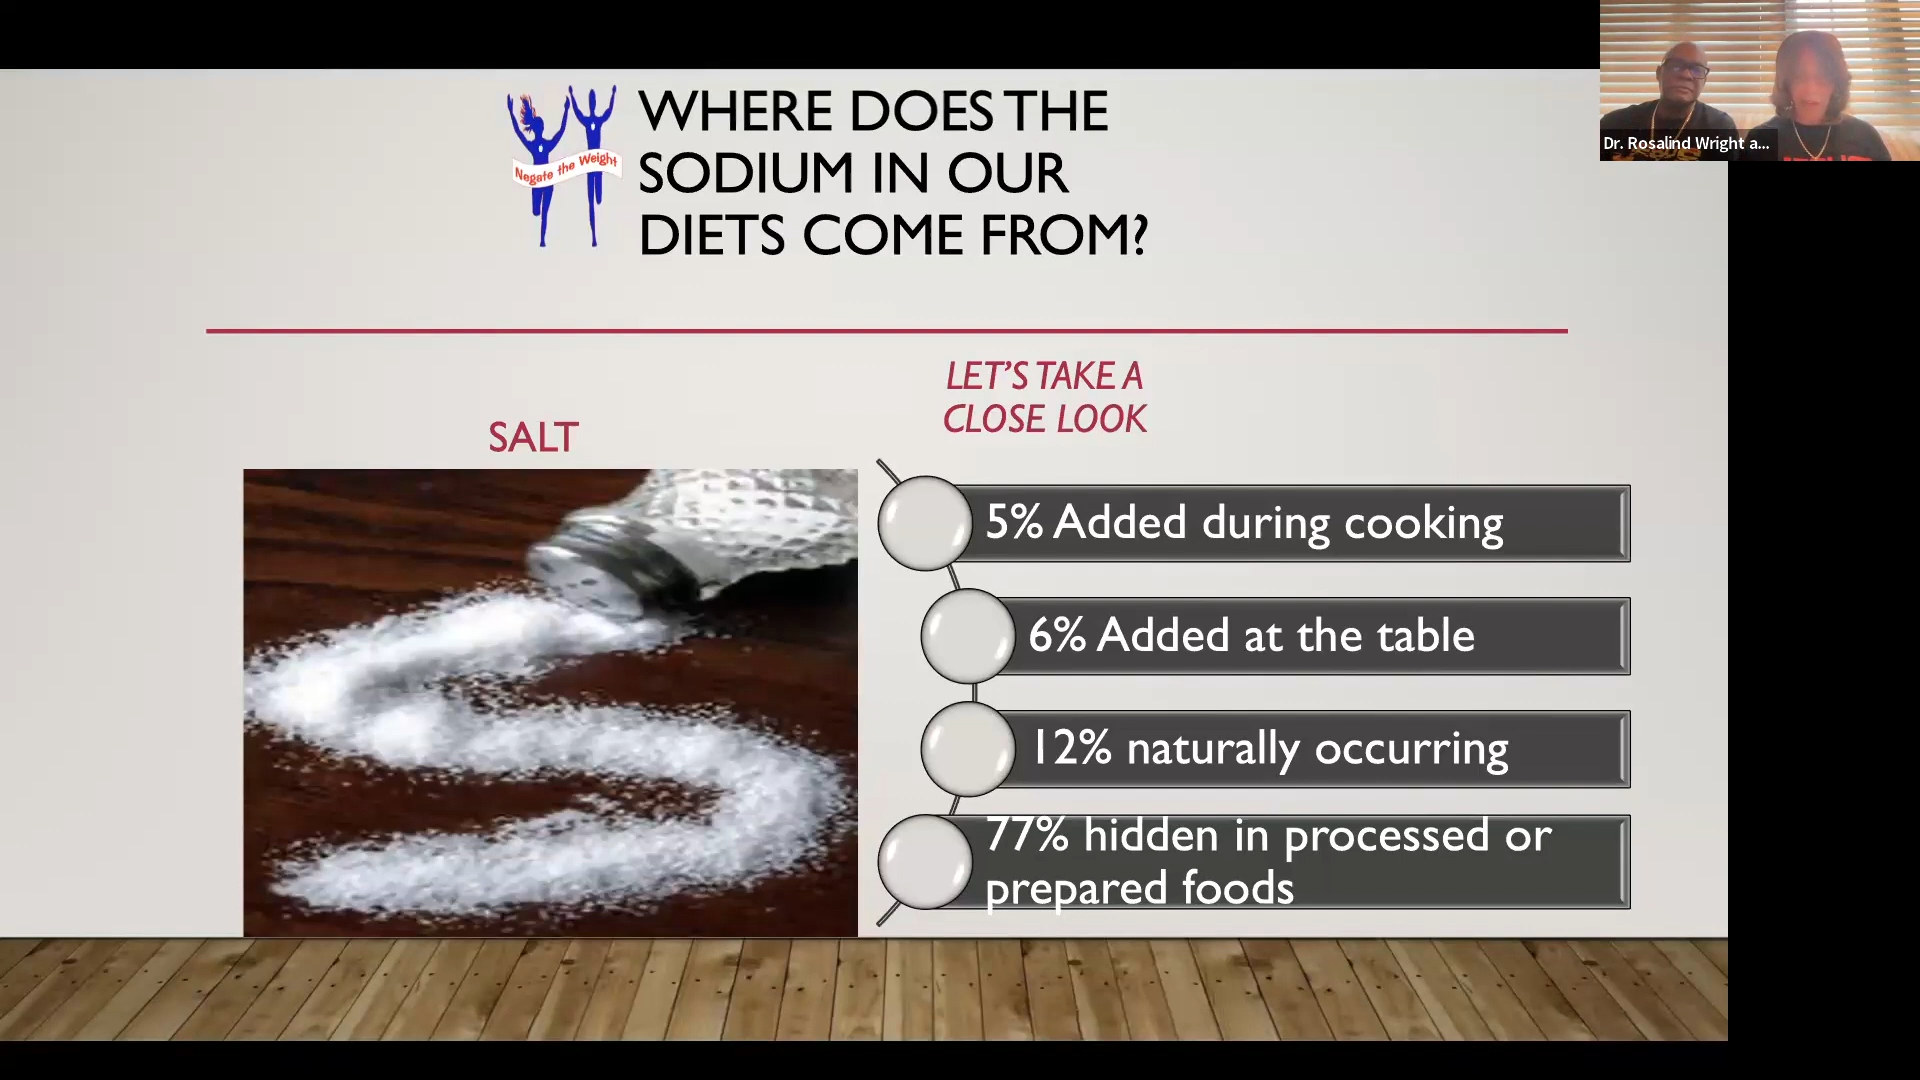 WHERE DOES THE
SODIUM IN OUR
DIETS COME FROM?
Negate the Weight
LET'S TAKE A
CLOSE LOOK
SALT
5% Added during cooking
6% Added at the table
12% naturally occurring
77% hidden in processed or
prepared foods
Dr. Rosalind Wright a...